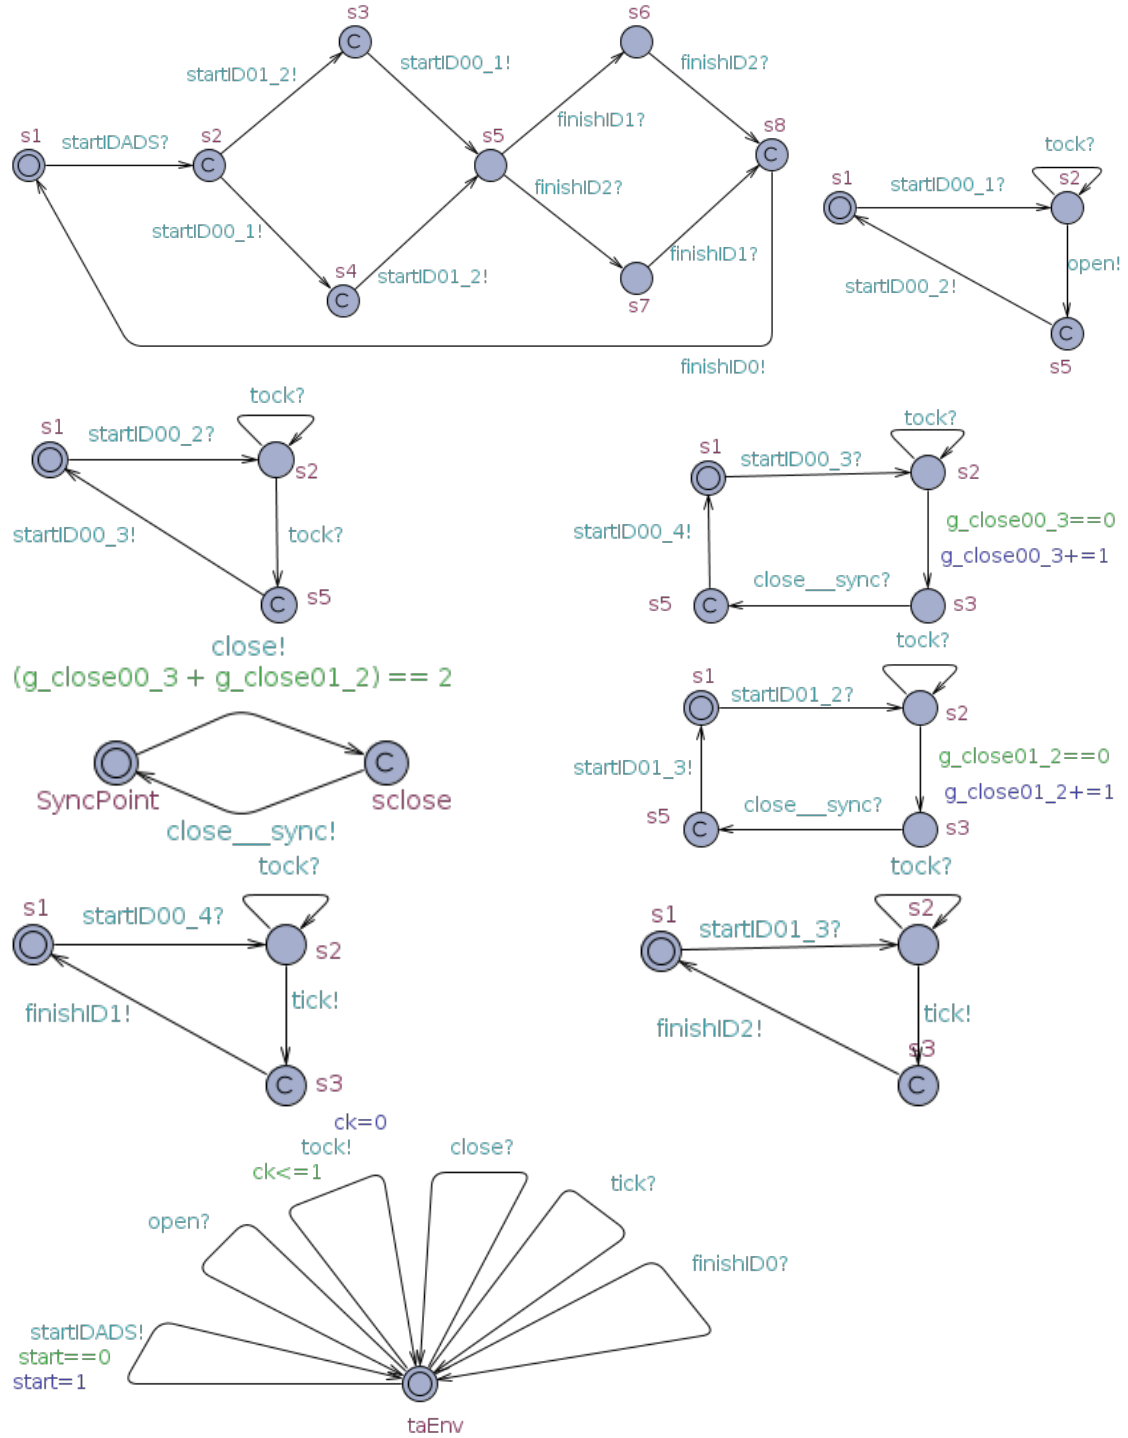 s3
s6
startID01_2!
startID00_1!
finishID2?
s1
startIDADS?
s2
s5
finishID1?
s8
C
C
C
finishID2?
startID00_1!
s4
startID01_2!
finishID1?
C
s7
finishID0!
tock?
s1
startID00_1?
s2
open!
startID00_2!
C
s5
tock?
s1
startID00_2?
s2
startID00_3!
tock?
C
s5
tock?
s1
startID00_3?
s2
g_close00_3==0
startID00_4!
g_close00_3+=1
close___sync?
s5
C
s3
close!
(g_close00_3 + g_close01_2) == 2
C
SyncPoint
sclose
close___sync!
tock?
s1
startID01_2?
s2
g_close01_2==0
startID01_3!
g_close01_2+=1
close___sync?
s5
C
s3
tock?
s1
startID00_4?
s2
tick!
finishID1!
C
s3
tock?
s1
s2
startID01_3?
tick!
finishID2!
s3
C
ck=0
tock!
close?
ck<=1
tick?
open?
finishID0?
startIDADS!
start==0
start=1
taEnv